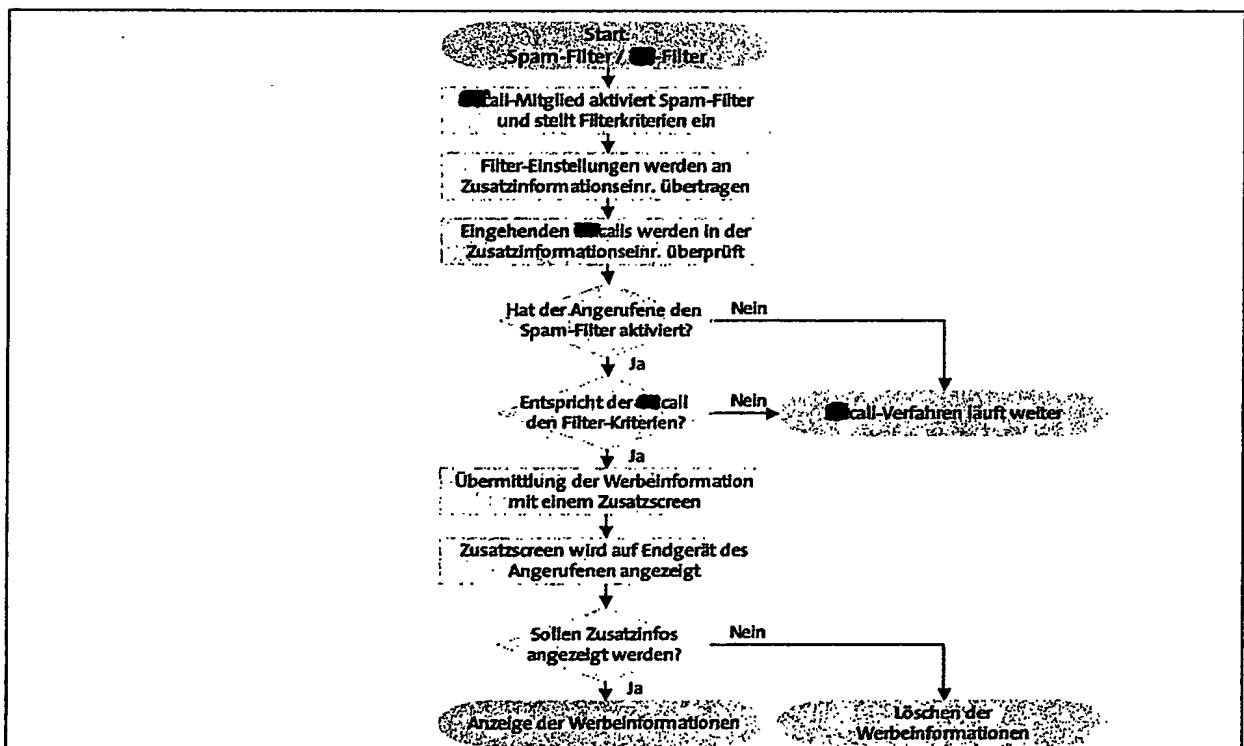 Start
Spam-Filter / -Filter
call-Mitglied aktiviert Spam-Filter
und stellt Filterkriterien ein
Filter-Einstellungen werden an
Zusatzinformationseinr. übertragen
Eingehenden calls werden in der
Zusatzinformationseinr. überprüft
Hat der Angerufene den
Spam-Filter aktiviert?
Nein
Ja
Entspricht der call
den Filter-Kriterien?
Nein
call-Verfahren läuft weiter
Ja
Übermittlung der Werbeinformation
mit einem Zusatzscreen
Zusatzscreen wird auf Endgerät des
Angerufenen angezeigt
Sollen Zusatzinfos
angezeigt werden?
Nein
Ja
Anzeige der Werbeinformationen
Löschen der
Werbeinformationen